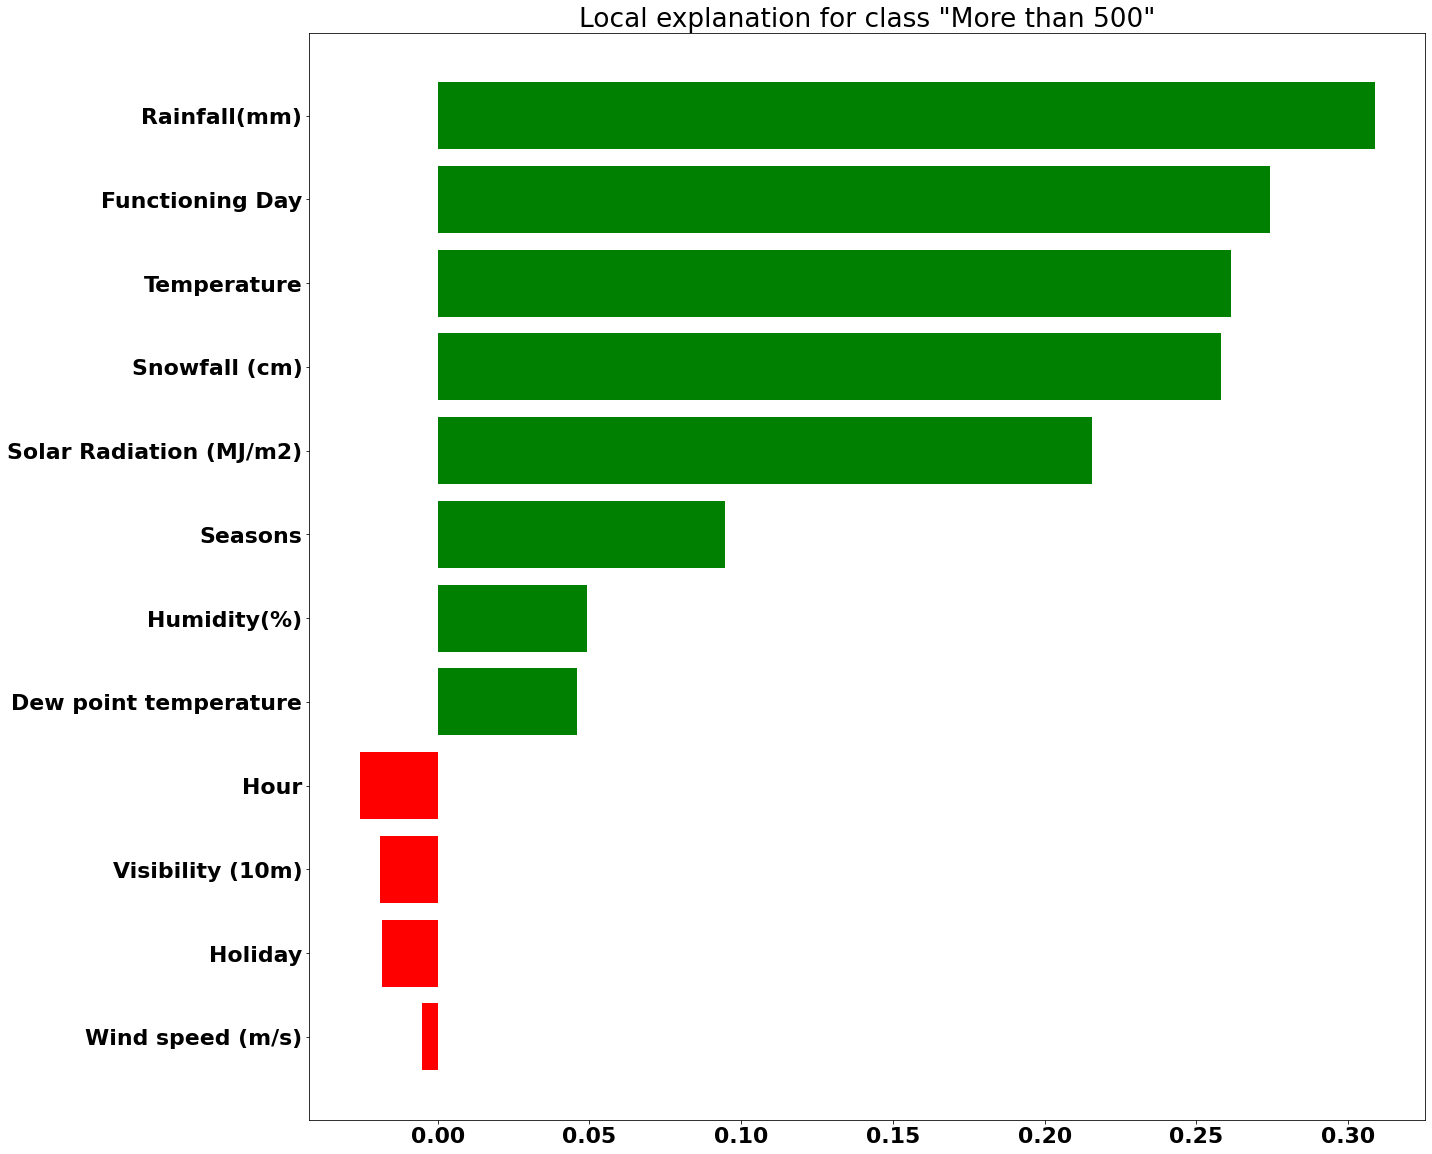 Local explanation for class "More than 500"
Rainfall(mm)
Functioning Day
Temperature
Snowfall (cm)
Solar Radiation (MJ/m2)
Seasons
Humidity(%)
Dew point temperature
Hour
Visibility (10m)
Holiday
Wind speed (m/s)
0.00 0.05 0.10 0.15 0.20 0.25 0.30